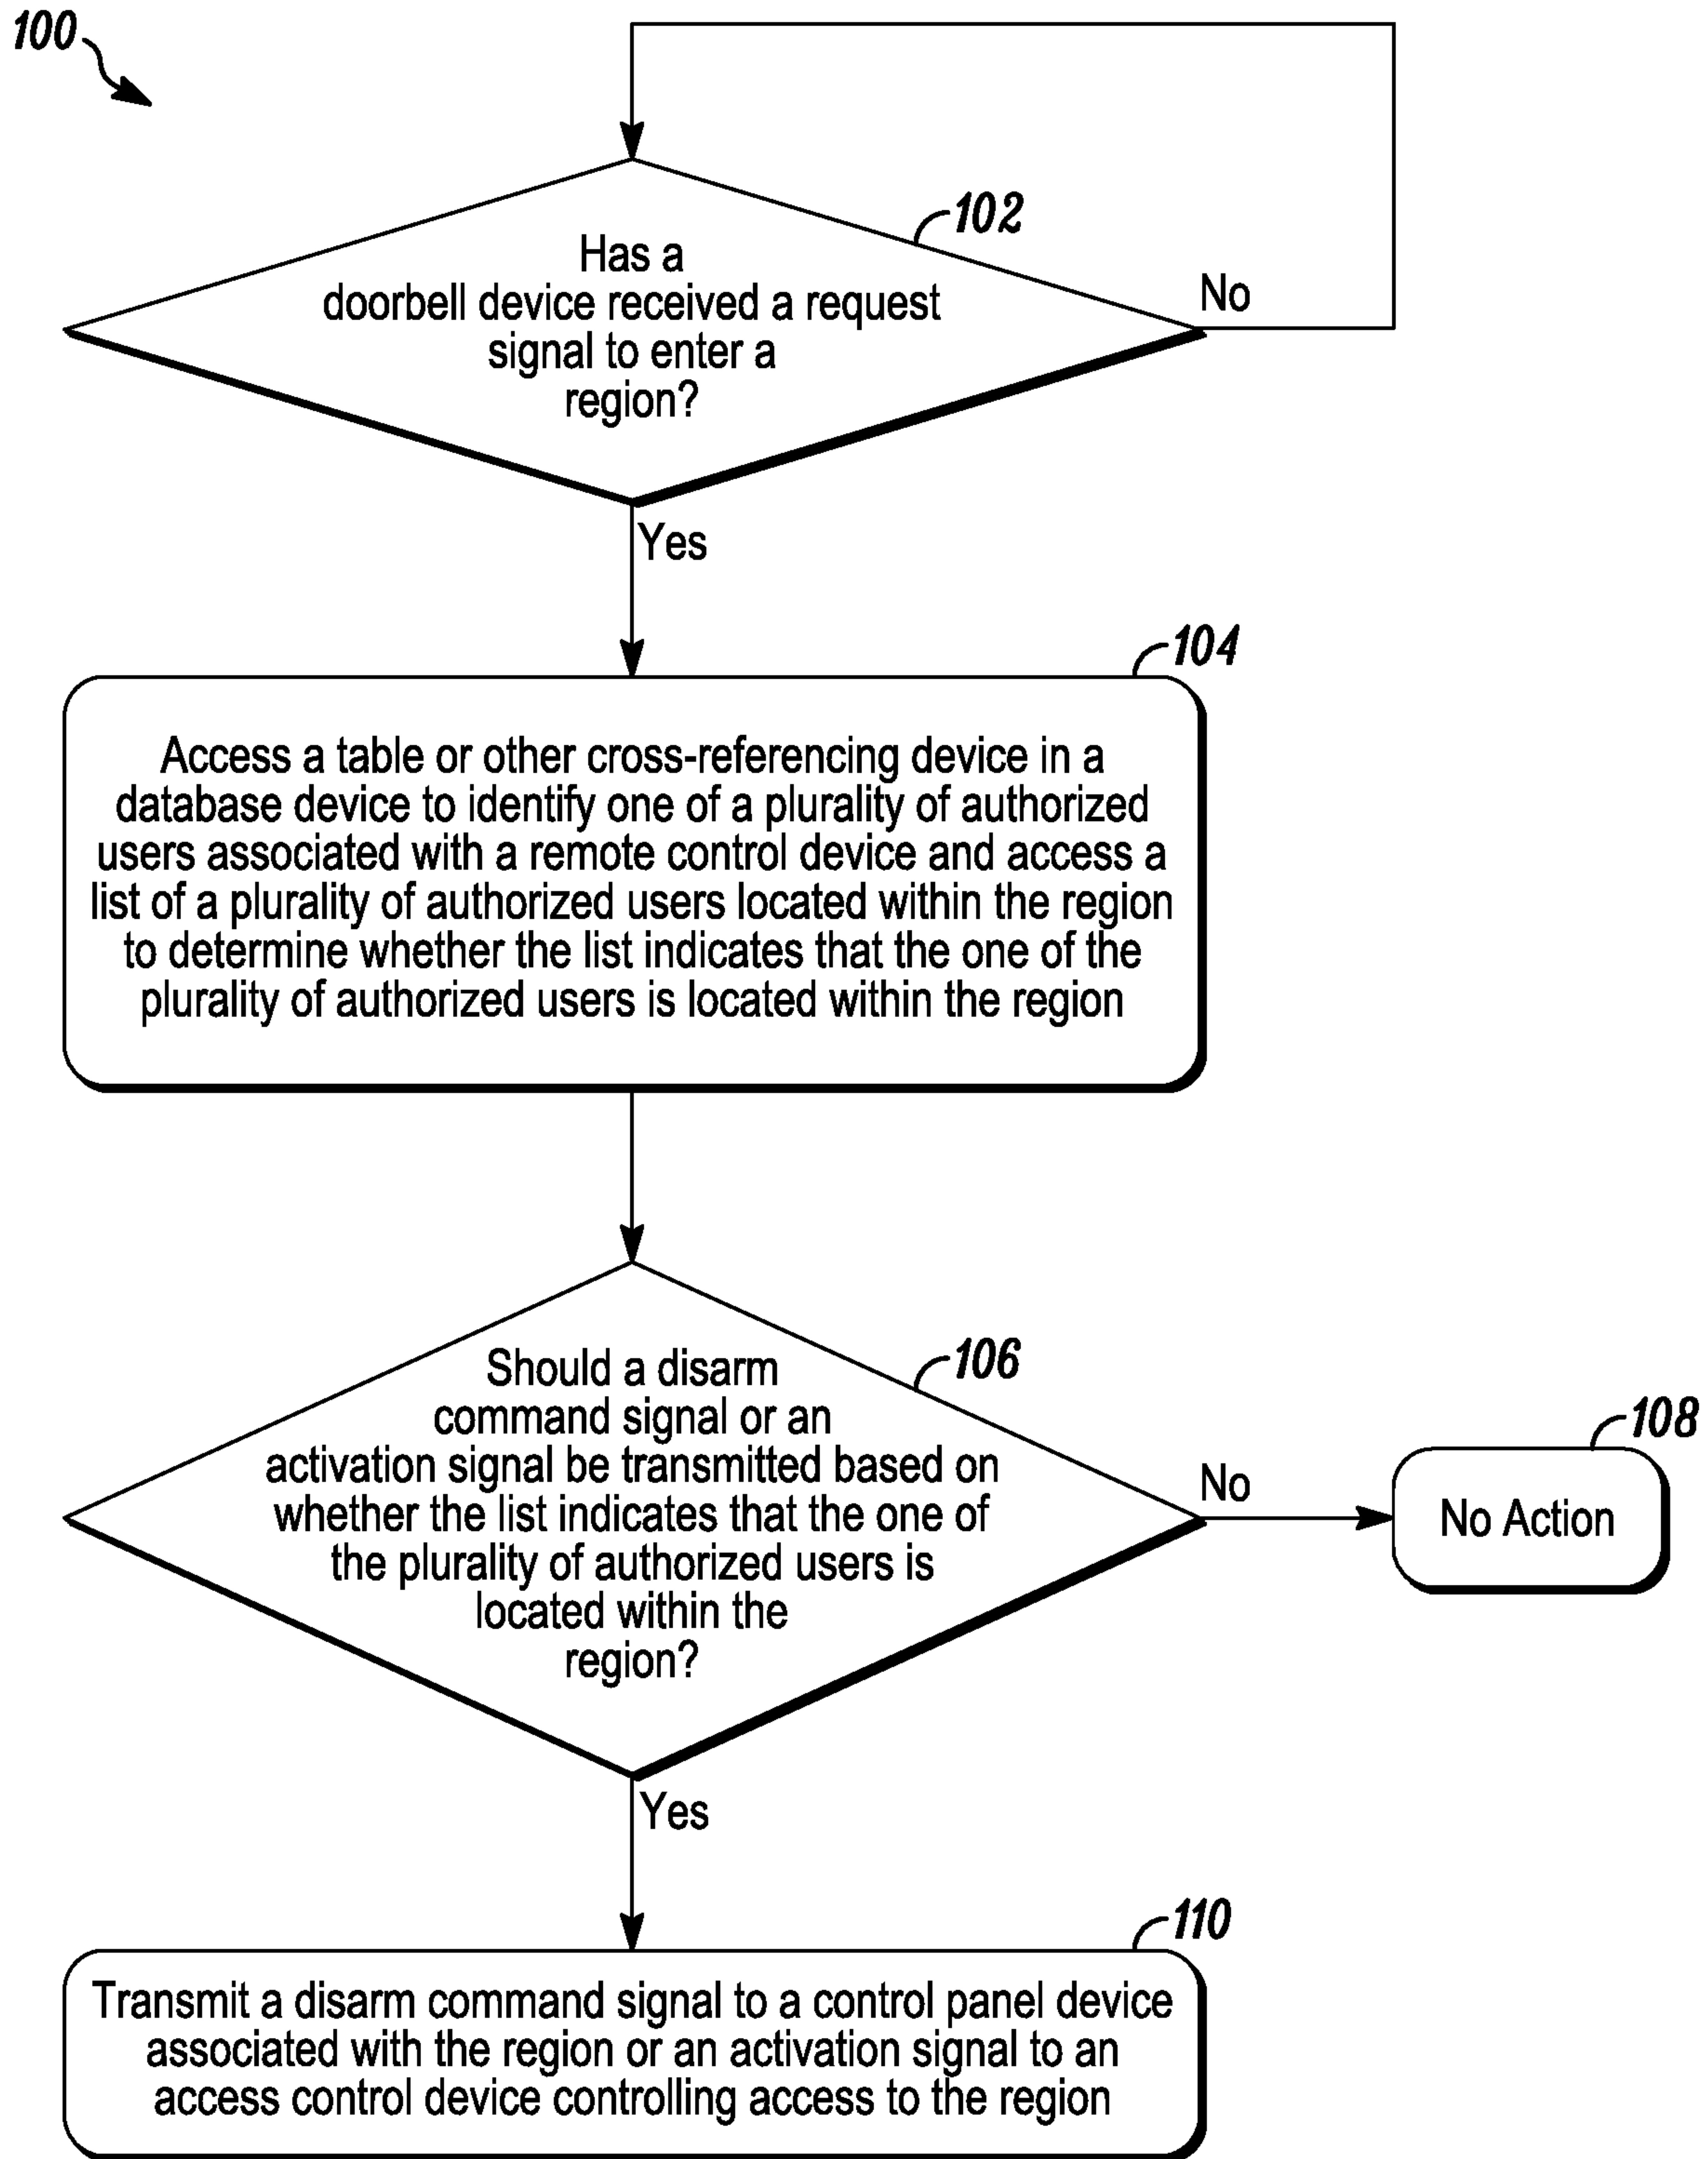 100
102
Has a
doorbell device received a request
signal to enter a
region?
No
Yes
104
Access a table or other cross-referencing device in a
database device to identify one of a plurality of authorized
users associated with a remote control device and access a
list of a plurality of authorized users located within the region
to determine whether the list indicates that the one of the
plurality of authorized users is located within the region
106
Should a disarm
command signal or an
activation signal be transmitted based on
whether the list indicates that the one of
the plurality of authorized users is
located within the
region?
No
108
No Action
Yes
110
Transmit a disarm command signal to a control panel device
associated with the region or an activation signal to an
access control device controlling access to the region